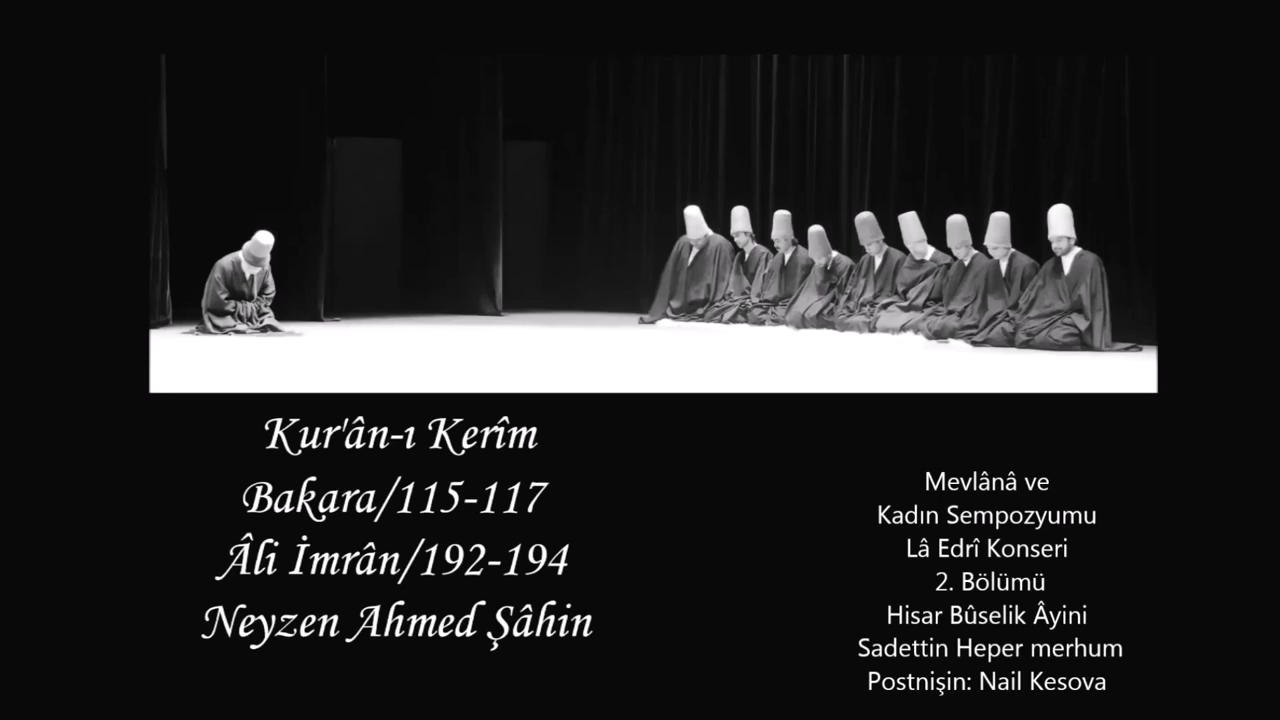 Kur'ân-ı Kerîm
Bakara/115-117
Âli İmrân/192-194
Neyzen Ahmed Şâhin
Mevlânâ ve
Kadın Sempozyumu
Lâ Edrî Konseri
2. Bölümü
Hisar Bûselik Âyini
Sadettin Heper merhum
Postnişin: Nail Kesova